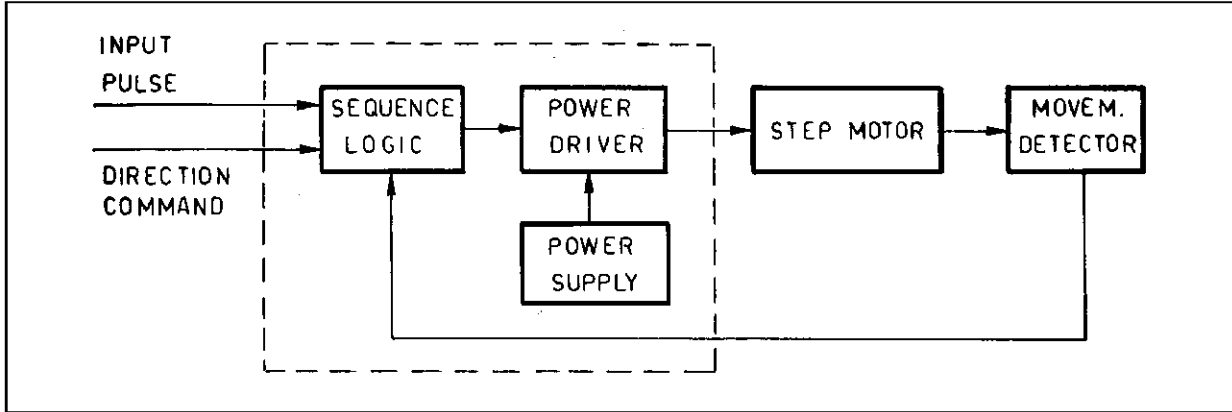 INPUT
PULSE
DIRECTION
COMMAND
SEQUENCE
LOGIC
POWER
DRIVER
POWER
SUPPLY
STEP MOTOR
MOVEM.
DETECTOR